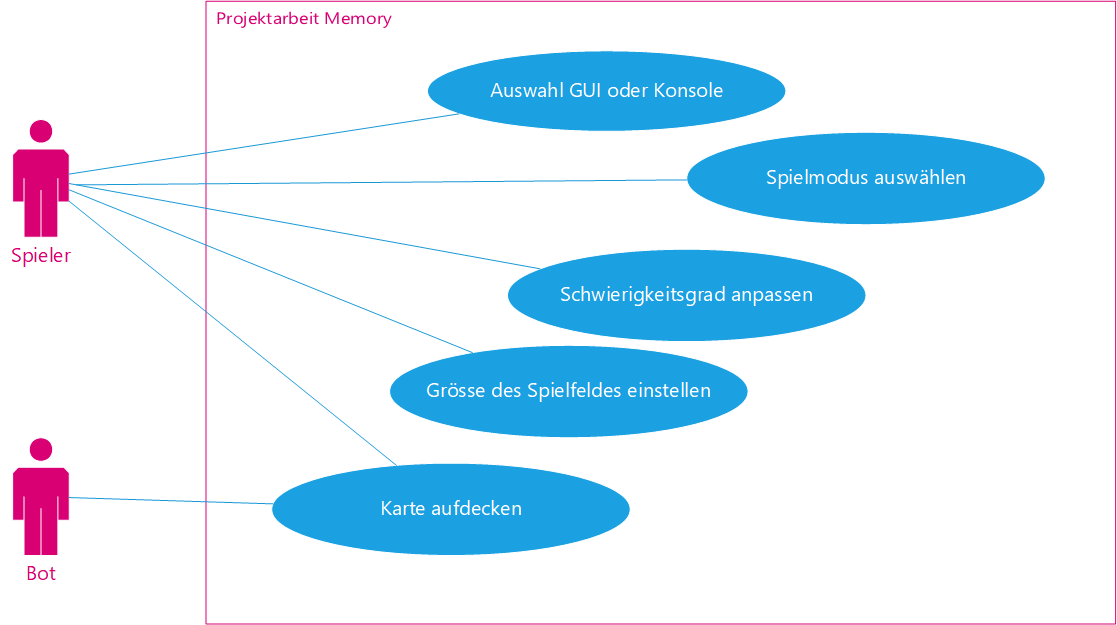 Projektarbeit Memory
Auswahl GUI oder Konsole
Spielmodus auswählen
Spieler
Schwierigkeitsgrad anpassen
Grösse des Spielfeldes einstellen
Karte aufdecken
Bot